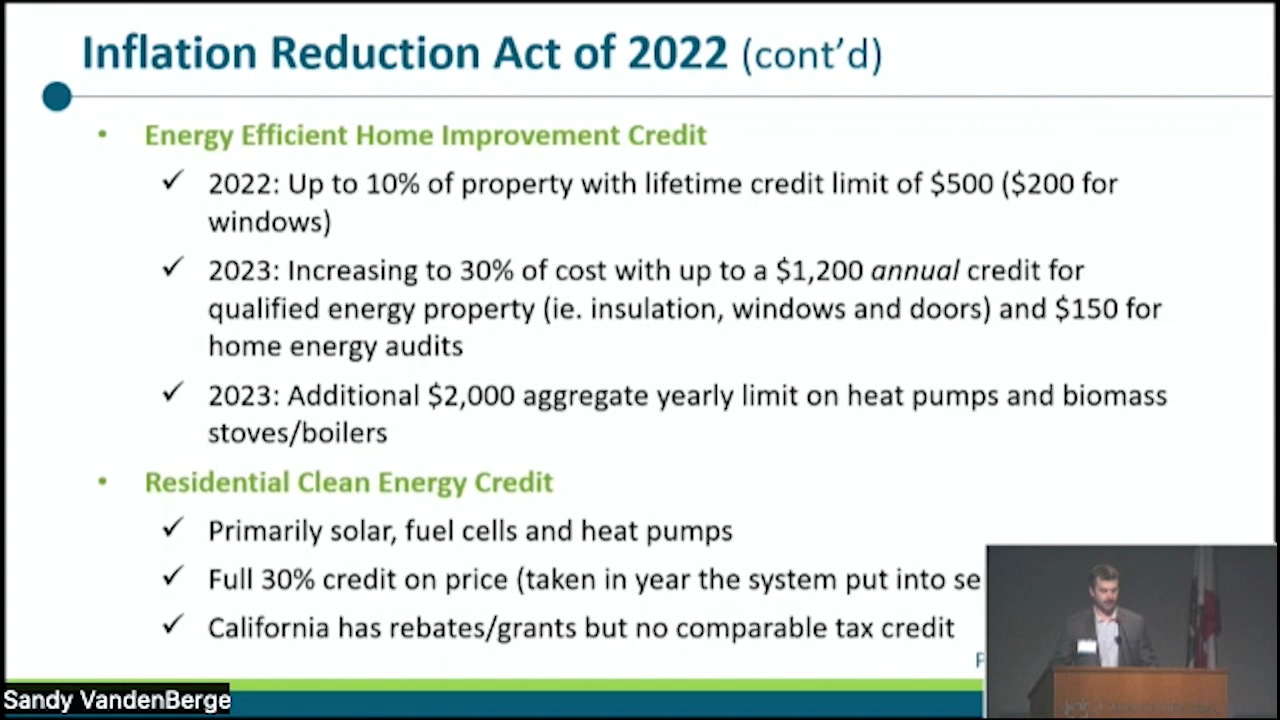 Inflation Reduction Act of 2022 (cont'd)
• Energy Efficient Home Improvement Credit
✓ 2022: Up to 10% of property with lifetime credit limit of $500 ($200 for
windows)
✓ 2023: Increasing to 30% of cost with up to a $1,200 annual credit for
qualified energy property (ie. insulation, windows and doors) and $150 for
home energy audits
✓ 2023: Additional $2,000 aggregate yearly limit on heat pumps and biomass
stoves/boilers
• Residential Clean Energy Credit
✓ Primarily solar, fuel cells and heat pumps
✓ Full 30% credit on price (taken in year the system put into se
✓ California has rebates/grants but no comparable tax credit
Sandy VandenBerge